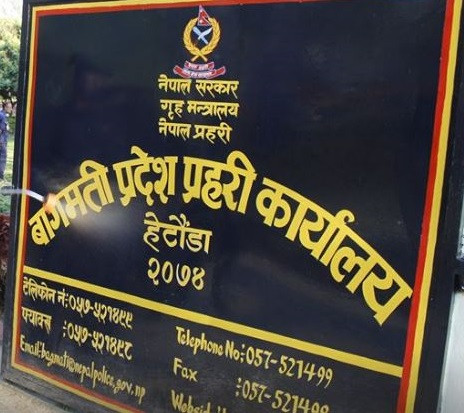 नेपाल सरकार
गृह मन्त्रालय
नेपाल प्रहरी
बागमती प्रदेश प्रहरी कार्यालय
हेटौंडा
२०७४
टेलिफोन नं:०५७-५२१४९९
फ्याक्स :०५७-५२१४९८
Email:bagmati@nepalpolice.gov.np
Telephone No:057-521499
Fax :057-521498